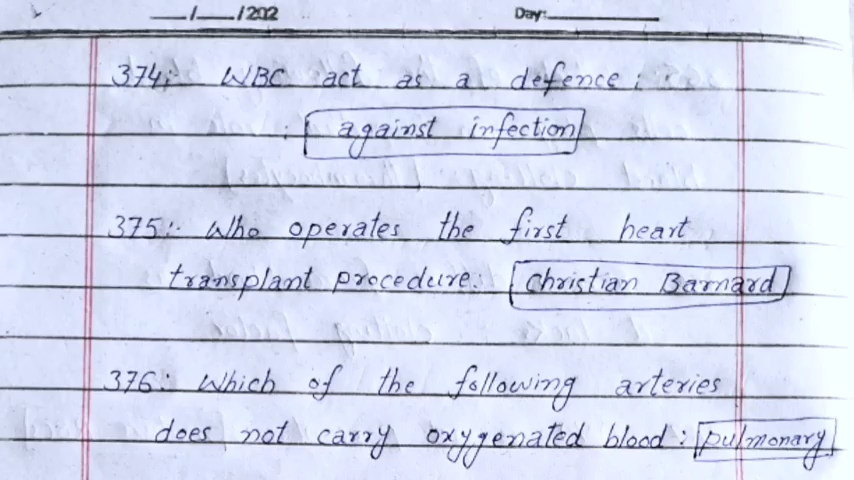 __/__/202 Day:______
374:- WBC act as a defence:
: against infection
375:- Who operates the first heart
transplant procedure: Christian Barnard
376:- Which of the following arteries
does not carry oxygenated blood: pulmonary